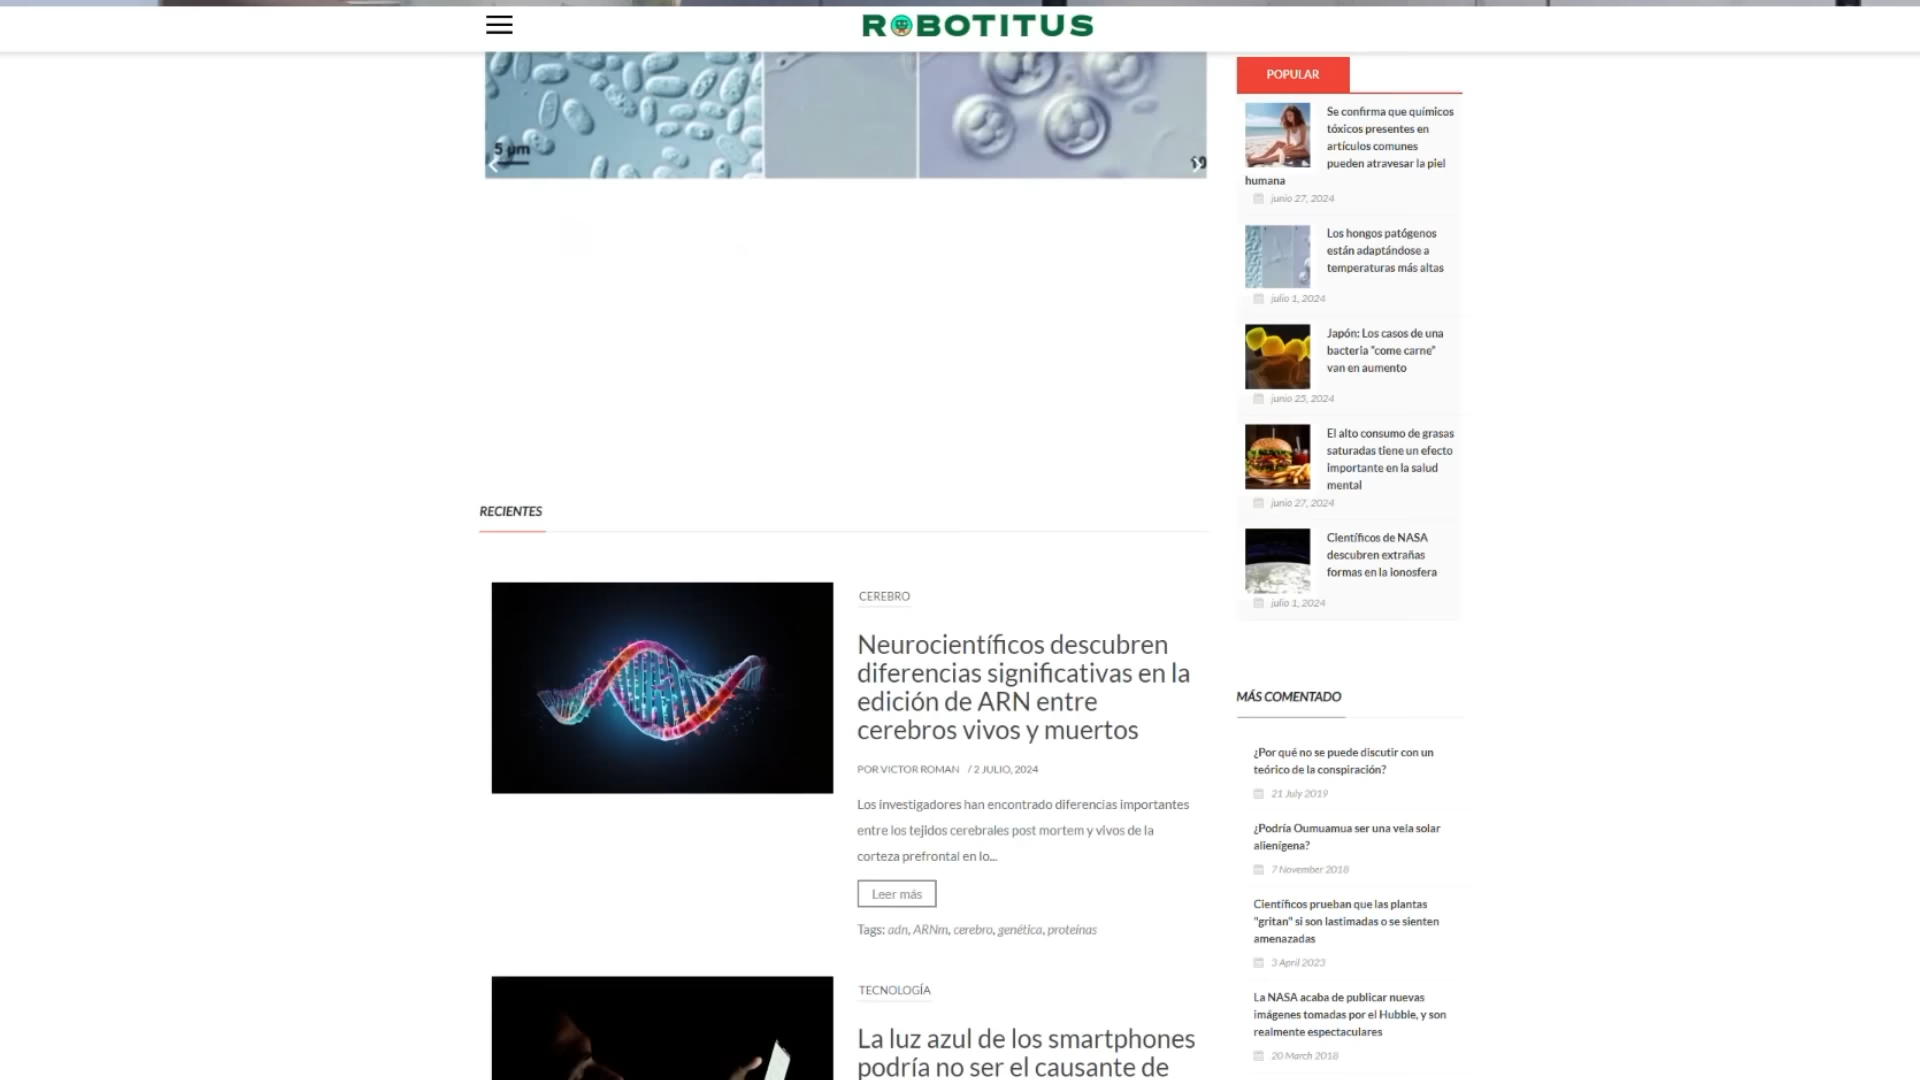 ROBOTITUS
5 µm
POPULAR
Se confirma que químicos
tóxicos presentes en
artículos comunes
pueden atravesar la piel
humana
junio 27, 2024
Los hongos patógenos
están adaptándose a
temperaturas más altas
julio 1, 2024
Japón: Los casos de una
bacteria "come carne"
van en aumento
junio 25, 2024
El alto consumo de grasas
saturadas tiene un efecto
importante en la salud
mental
junio 27, 2024
Científicos de NASA
descubren extrañas
formas en la ionosfera
julio 1, 2024
RECIENTES
CEREBRO
Neurocientíficos descubren
diferencias significativas en la
edición de ARN entre
cerebros vivos y muertos
POR VICTOR ROMAN / 2 JULIO, 2024
Los investigadores han encontrado diferencias importantes
entre los tejidos cerebrales post mortem y vivos de la
corteza prefrontal en lo...
Leer más
Tags: adn, ARNm, cerebro, genética, proteínas
TECNOLOGÍA
La luz azul de los smartphones
podría no ser el causante de
MÁS COMENTADO
¿Por qué no se puede discutir con un
teórico de la conspiración?
21 July 2019
¿Podría Oumuamua ser una vela solar
alienígena?
7 November 2018
Científicos prueban que las plantas
"gritan" si son lastimadas o se sienten
amenazadas
3 April 2023
La NASA acaba de publicar nuevas
imágenes tomadas por el Hubble, y son
realmente espectaculares
20 March 2018